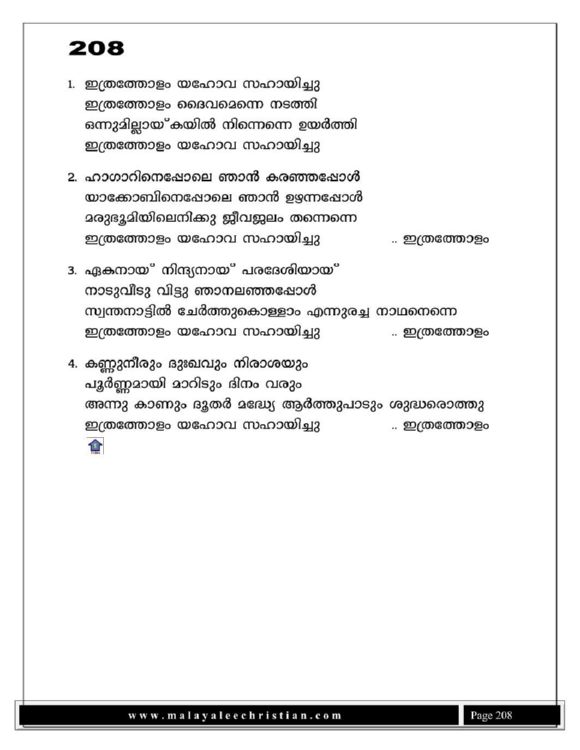 208
1. ഇത്രത്തോളം യഹോവ സഹായിച്ചു
ഇത്രത്തോളം ദൈവമെന്നെ നടത്തി
ഒന്നുമില്ലായ്കയിൽ നിന്നെന്നെ ഉയർത്തി
ഇത്രത്തോളം യഹോവ സഹായിച്ചു
2. ഹാഗാറിനെപ്പോലെ ഞാൻ കരഞ്ഞപ്പോൾ
യാക്കോബിനെപ്പോലെ ഞാൻ ഉഴന്നപ്പോൾ
മരുഭൂമിയിലെനിക്കു ജീവജലം തന്നെന്നെ
ഇത്രത്തോളം യഹോവ സഹായിച്ചു .. ഇത്രത്തോളം
3. ഏകനായ് നിന്ദ്യനായ് പരദേശിയായ്
നാടുവീടു വിട്ടു ഞാനലഞ്ഞപ്പോൾ
സ്വന്തനാട്ടിൽ ചേർത്തുകൊള്ളാം എന്നുരച്ച നാഥനെന്നെ
ഇത്രത്തോളം യഹോവ സഹായിച്ചു .. ഇത്രത്തോളം
4. കണ്ണുനീരും ദുഃഖവും നിരാശയും
പൂർണ്ണമായി മാറിടും ദിനം വരും
അന്നു കാണും ദൂതർ മദ്ധ്യേ ആർത്തുപാടും ശുദ്ധരൊത്തു
ഇത്രത്തോളം യഹോവ സഹായിച്ചു .. ഇത്രത്തോളം
www.malayaleechristian.com Page 208